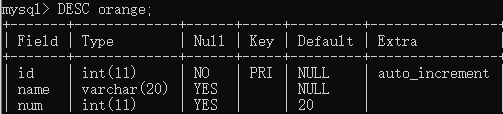 mysql> DESC orange;
+-------+-------------+------+-----+---------+----------------+
| Field | Type        | Null | Key | Default | Extra          |
+-------+-------------+------+-----+---------+----------------+
| id    | int(11)     | NO   | PRI | NULL    | auto_increment |
| name  | varchar(20) | YES  |     | NULL    |                |
| num   | int(11)     | YES  |     | 20      |                |